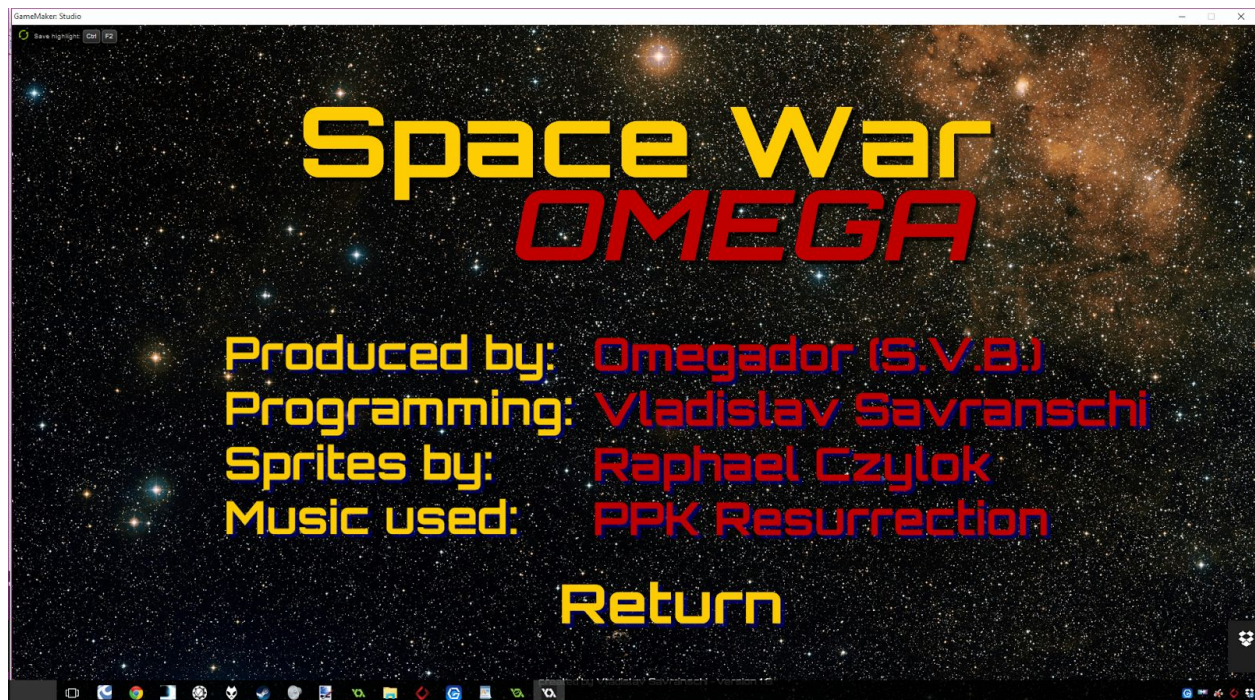 GameMaker: Studio
Save highlight: Ctrl F2
Space War
OMEGA
Produced by: Omegador (S.V.B.)
Programming: Vladislav Savranschi
Sprites by: Raphael Czylok
Music used: PPK Resurrection
Return